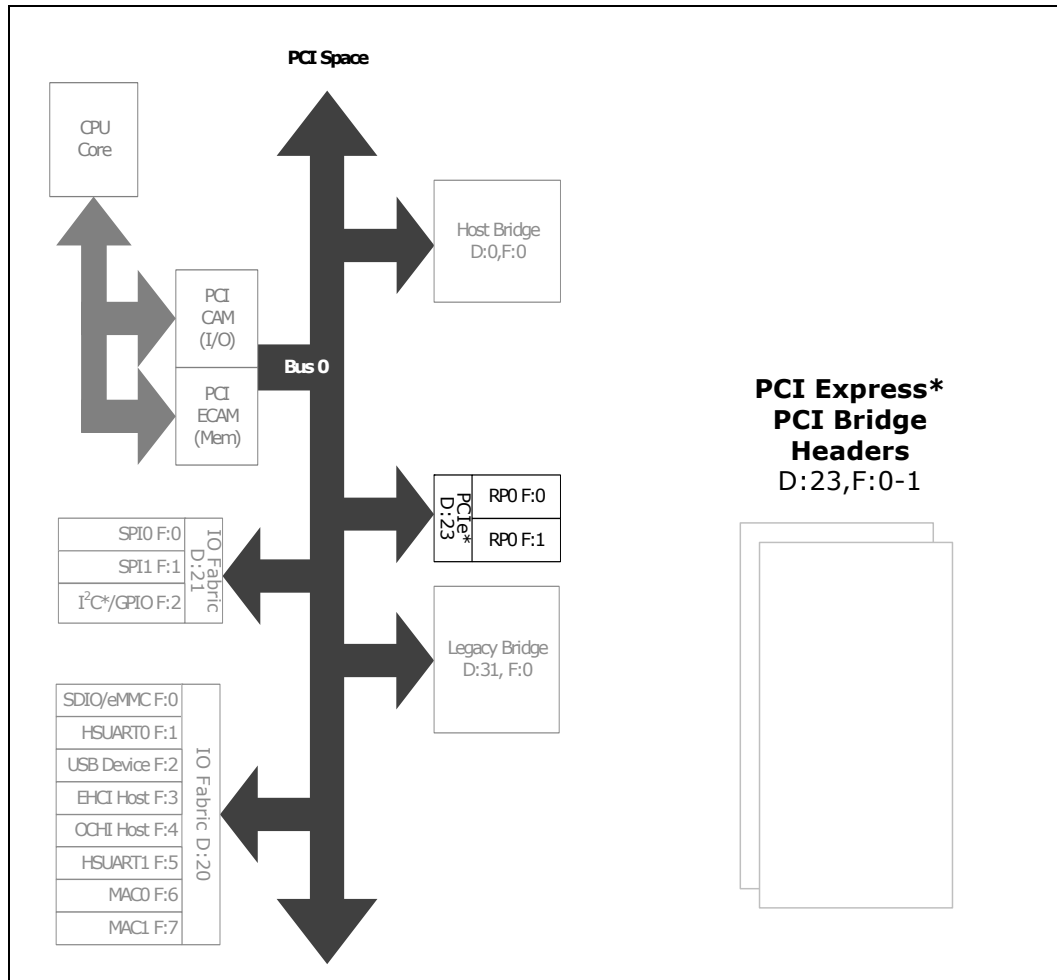 PCI Space
CPU
Core
Host Bridge
D:0,F:0
PCI
CAM
(I/O)
Bus 0
PCI
ECAM
(Mem)
PCI Express*
PCI Bridge
Headers
D:23,F:0-1
PCIe*
D:23
RP0 F:0
RP0 F:1
SPI0 F:0
SPI1 F:1
I²C*/GPIO F:2
IO Fabric
D:21
Legacy Bridge
D:31, F:0
SDIO/eMMC F:0
HSUART0 F:1
USB Device F:2
EHCI Host F:3
OCHI Host F:4
HSUART1 F:5
MAC0 F:6
MAC1 F:7
IO Fabric D:20